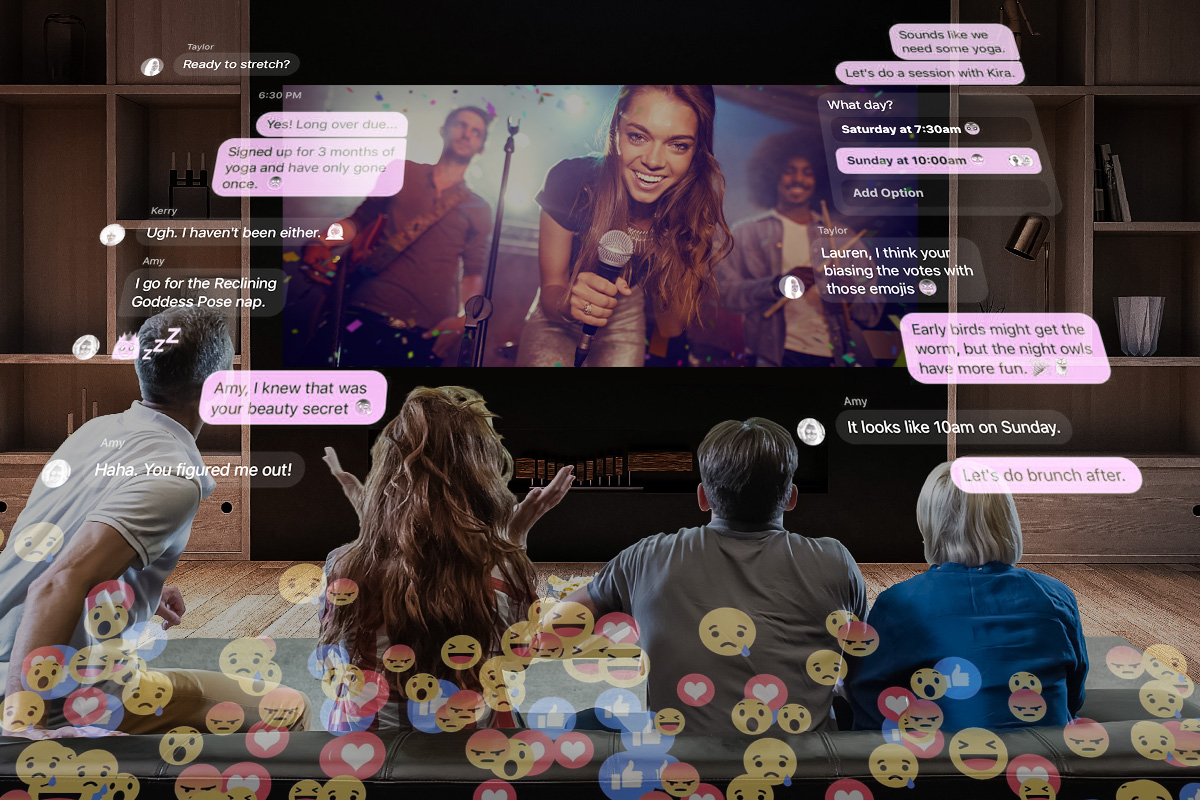 Taylor
Ready to stretch?
6:30 PM
Yes! Long over due...
Signed up for 3 months of
yoga and have only gone
once.
Kerry
Ugh. I haven't been either.
Amy
I go for the Reclining
Goddess Pose nap.
z z Z
Amy, I knew that was
your beauty secret
Amy
Haha. You figured me out!
Sounds like we
need some yoga.
Let's do a session with Kira.
What day?
Saturday at 7:30am
Sunday at 10:00am
Add Option
Taylor
Lauren, I think your
biasing the votes with
those emojis
Early birds might get the
worm, but the night owls
have more fun.
Amy
It looks like 10am on Sunday.
Let's do brunch after.